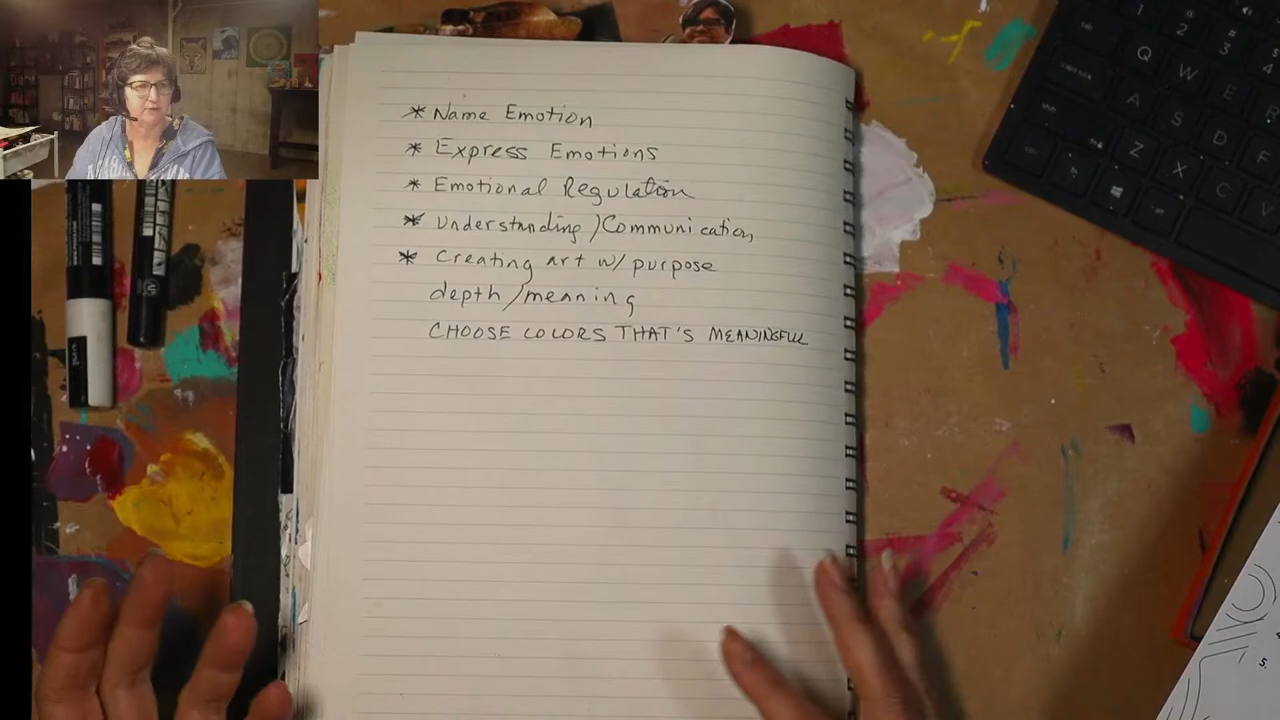 * Name Emotion
* Express Emotions
* Emotional Regulation
* Understanding / Communication
* Creating art w/ purpose
depth / meaning
CHOOSE COLORS THAT'S MEANINGFUL